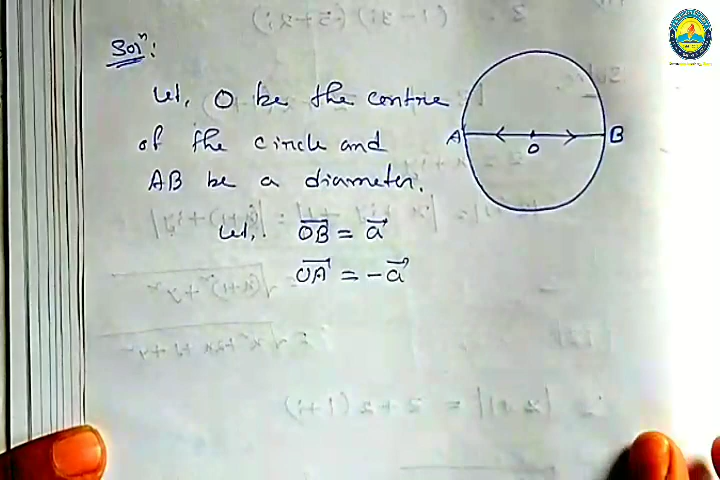 Solⁿ:
Let, O be the centre
of the circle and
AB be a diameter.
Let, OB = a
OA = -a
A
O
B